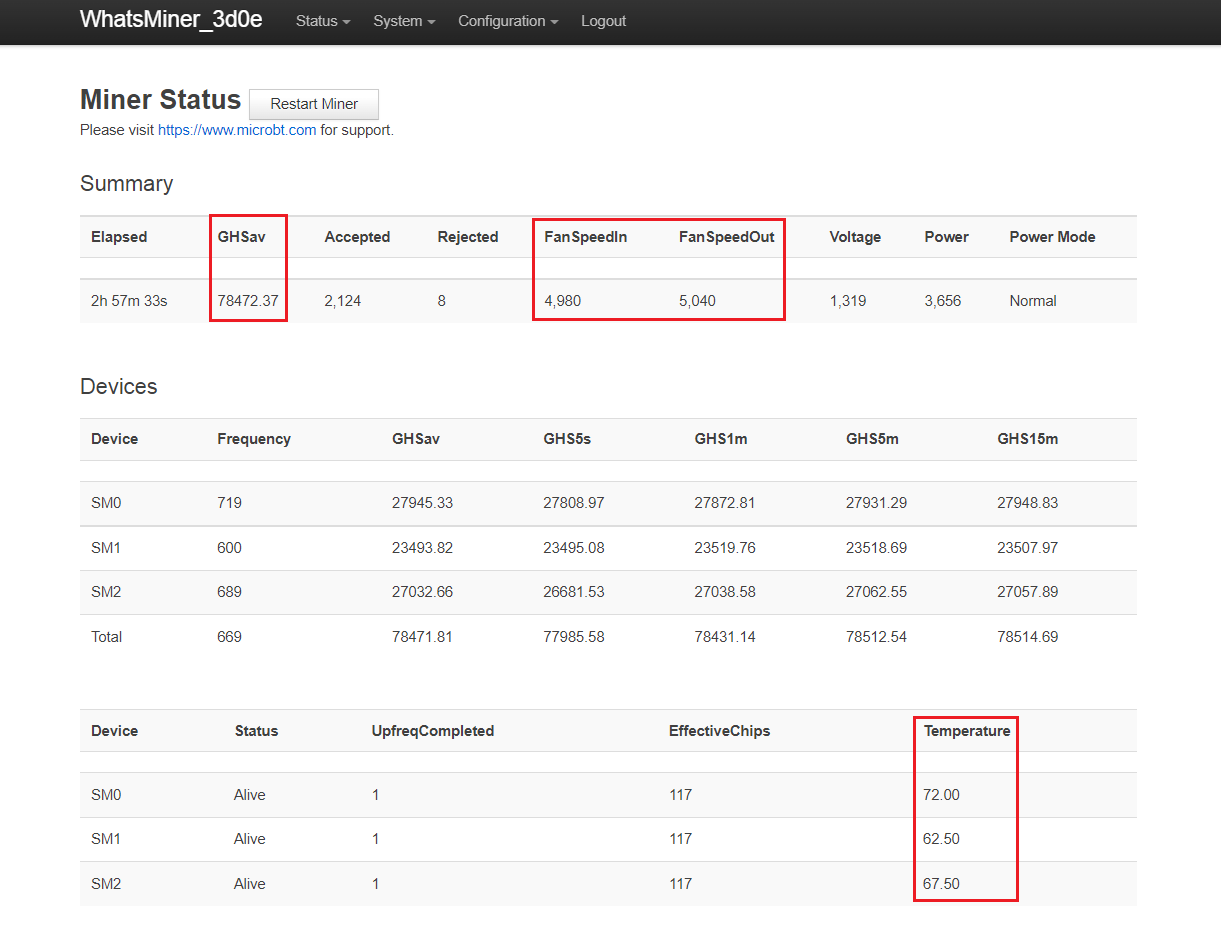 WhatsMiner_3d0e Status System Configuration Logout
Miner Status Restart Miner
Please visit https://www.microbt.com for support.
Summary
Elapsed GHSav Accepted Rejected FanSpeedIn FanSpeedOut Voltage Power Power Mode
2h 57m 33s 78472.37 2,124 8 4,980 5,040 1,319 3,656 Normal
Devices
Device Frequency GHSav GHS5s GHS1m GHS5m GHS15m
SM0 719 27945.33 27808.97 27872.81 27931.29 27948.83
SM1 600 23493.82 23495.08 23519.76 23518.69 23507.97
SM2 689 27032.66 26681.53 27038.58 27062.55 27057.89
Total 669 78471.81 77985.58 78431.14 78512.54 78514.69
Device Status UpfreqCompleted EffectiveChips Temperature
SM0 Alive 1 117 72.00
SM1 Alive 1 117 62.50
SM2 Alive 1 117 67.50